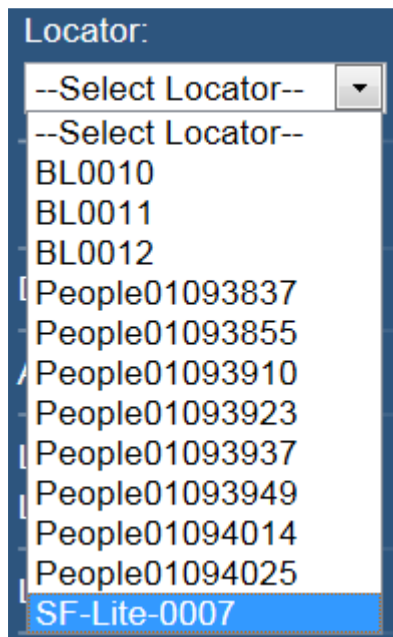 Locator:
--Select Locator--
--Select Locator--
BL0010
BL0011
BL0012
People01093837
People01093855
People01093910
People01093923
People01093937
People01093949
People01094014
People01094025
SF-Lite-0007